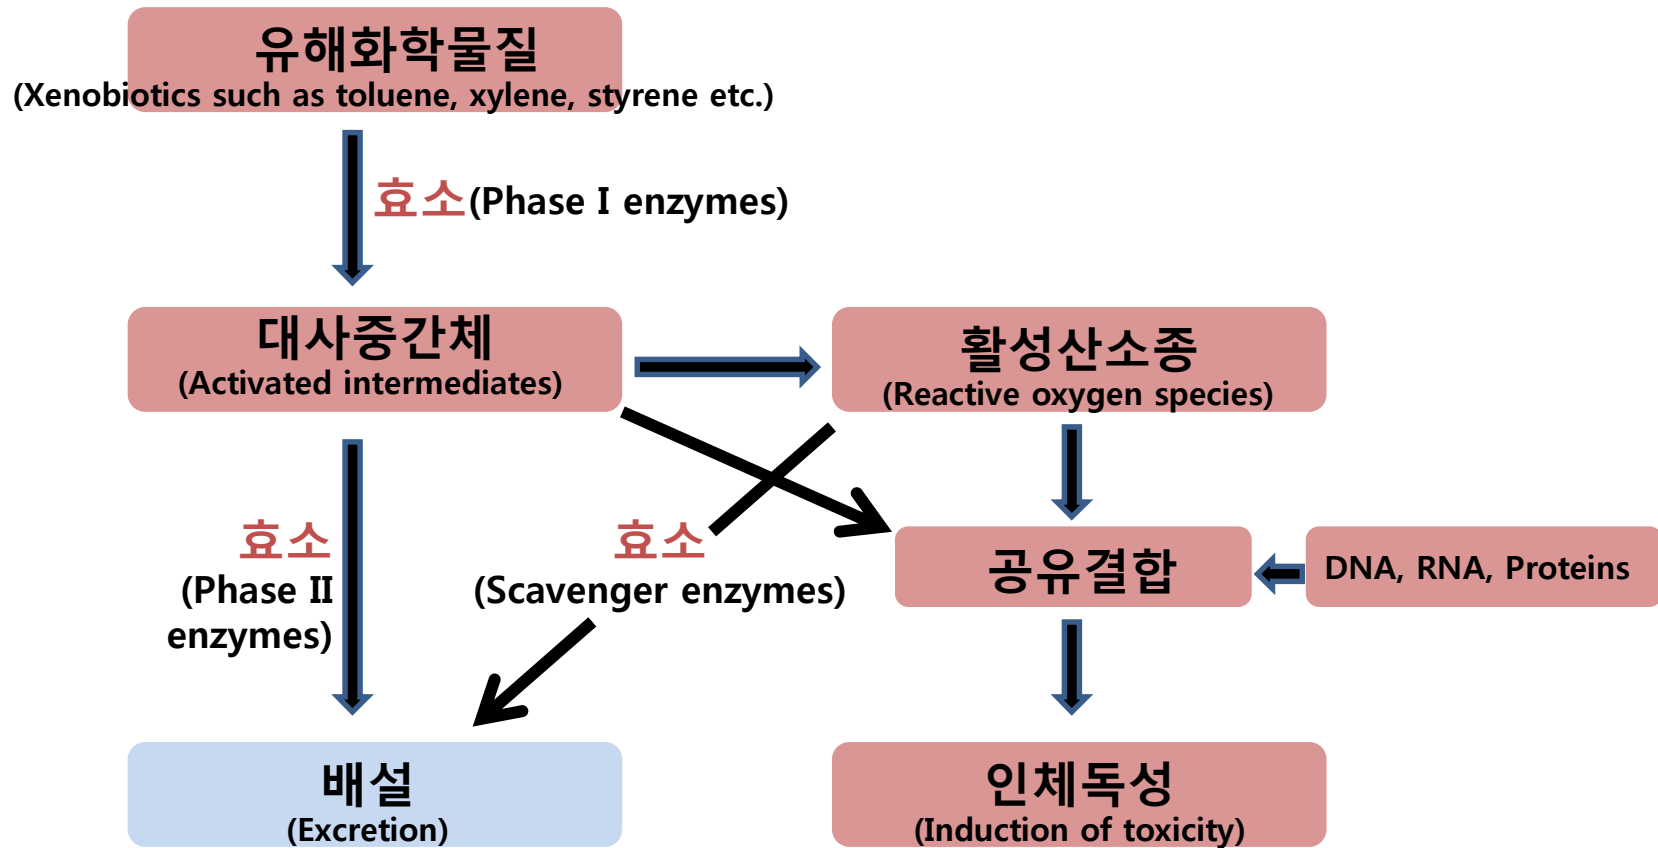 유해화학물질
(Xenobiotics such as toluene, xylene, styrene etc.)
효소(Phase Ⅰ enzymes)
대사중간체
(Activated intermediates)
활성산소종
(Reactive oxygen species)
효소
(Phase Ⅱ
enzymes)
효소
(Scavenger enzymes)
공유결합
DNA, RNA, Proteins
배설
(Excretion)
인체독성
(Induction of toxicity)